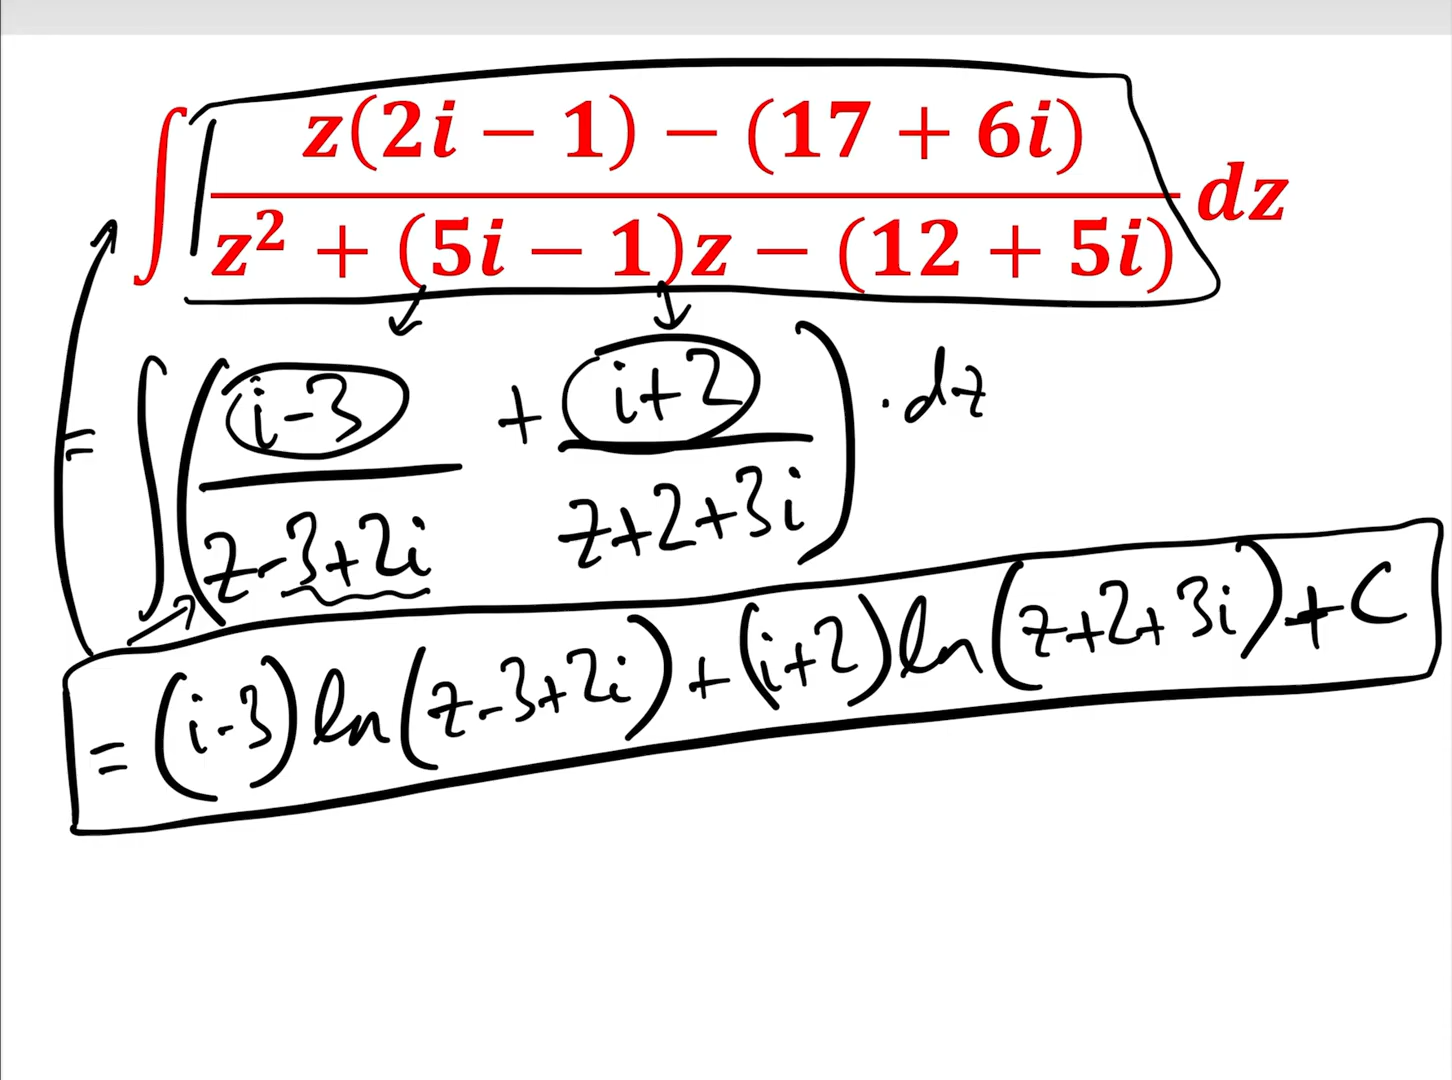 ∫ z(2i − 1) − (17 + 6i) / z² + (5i − 1)z − (12 + 5i) dz
= ∫ ( i-3 / z-3+2i + i+2 / z+2+3i ) · dz
= (i-3) ln(z-3+2i) + (i+2) ln(z+2+3i) + C